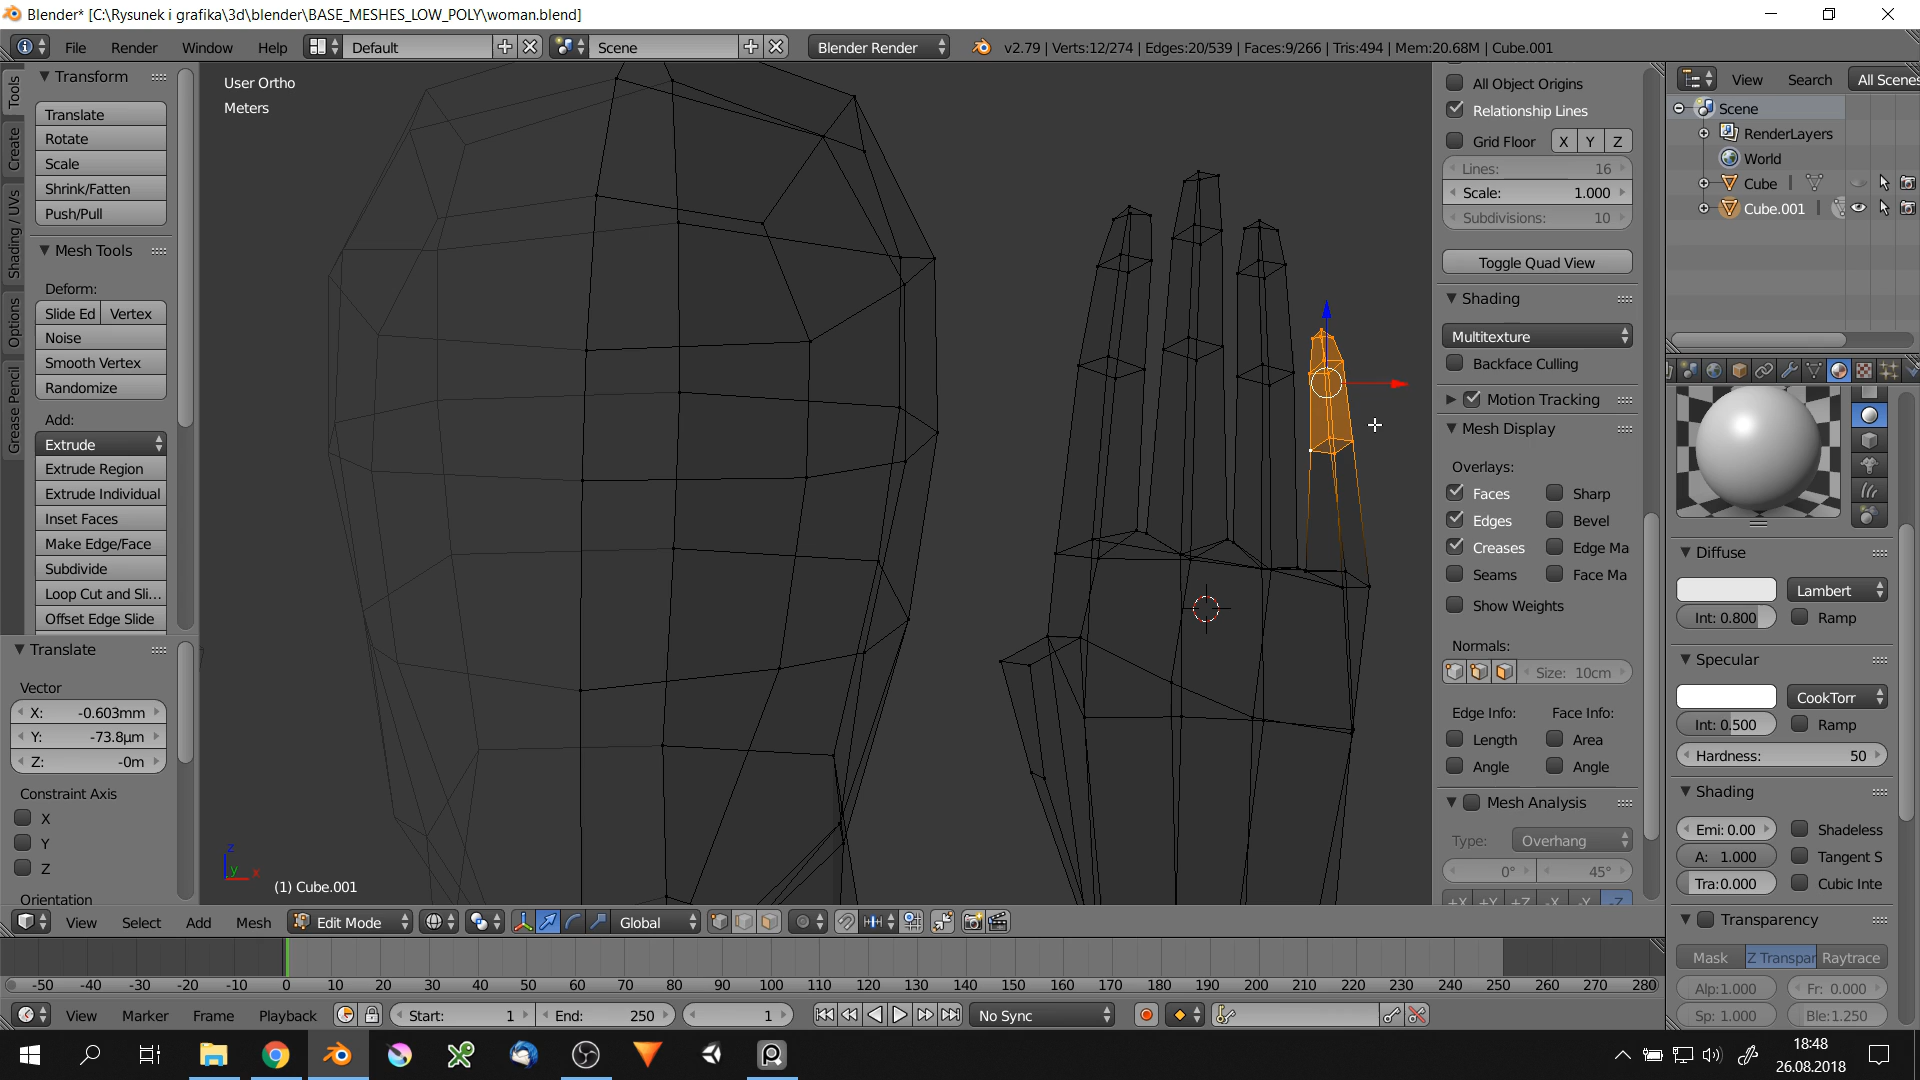 Blender* [C:\Rysunek i grafika\3d\blender\BASE_MESHES_LOW_POLY\woman.blend]
File Render Window Help Default Scene Blender Render v2.79 | Verts:12/274 | Edges:20/539 | Faces:9/266 | Tris:494 | Mem:20.68M | Cube.001
Tools
Create
Shading / UVs
Options
Grease Pencil
Transform
Translate
Rotate
Scale
Shrink/Fatten
Push/Pull
Mesh Tools
Deform:
Slide Ed Vertex
Noise
Smooth Vertex
Randomize
Add:
Extrude
Extrude Region
Extrude Individual
Inset Faces
Make Edge/Face
Subdivide
Loop Cut and Sli...
Offset Edge Slide
Translate
Vector
X: -0.603mm
Y: -73.8µm
Z: -0m
Constraint Axis
X
Y
Z
Orientation
User Ortho
Meters
z
y x
(1) Cube.001
All Object Origins
Relationship Lines
Grid Floor X Y Z
Lines: 16
Scale: 1.000
Subdivisions: 10
Toggle Quad View
Shading
Multitexture
Backface Culling
Motion Tracking
Mesh Display
Overlays:
Faces Sharp
Edges Bevel
Creases Edge Ma
Seams Face Ma
Show Weights
Normals:
Size: 10cm
Edge Info: Face Info:
Length Area
Angle Angle
Mesh Analysis
Type: Overhang
0° 45°
+X +Y +Z -X -Y -Z
View Search All Scenes
Scene
RenderLayers
World
Cube
Cube.001
Diffuse
Lambert
Int: 0.800 Ramp
Specular
CookTorr
Int: 0.500 Ramp
Hardness: 50
Shading
Emi: 0.00 Shadeless
A: 1.000 Tangent S
Tra:0.000 Cubic Inte
Transparency
Mask Z Transpar Raytrace
Alp:1.000 Fr: 0.000
Sp: 1.000 Ble:1.250
View Select Add Mesh Edit Mode Global
-50 -40 -30 -20 -10 0 10 20 30 40 50 60 70 80 90 100 110 120 130 140 150 160 170 180 190 200 210 220 230 240 250 260 270 280
View Marker Frame Playback Start: 1 End: 250 1 No Sync
18:48
26.08.2018